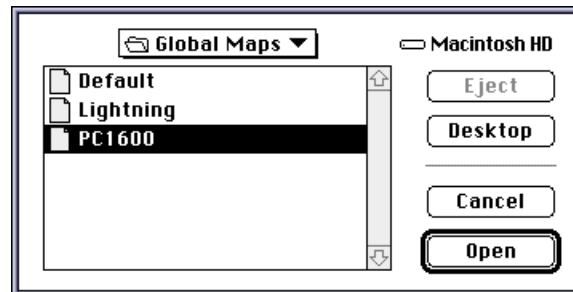 Global Maps
Macintosh HD
Default
Lightning
PC1600
Eject
Desktop
Cancel
Open